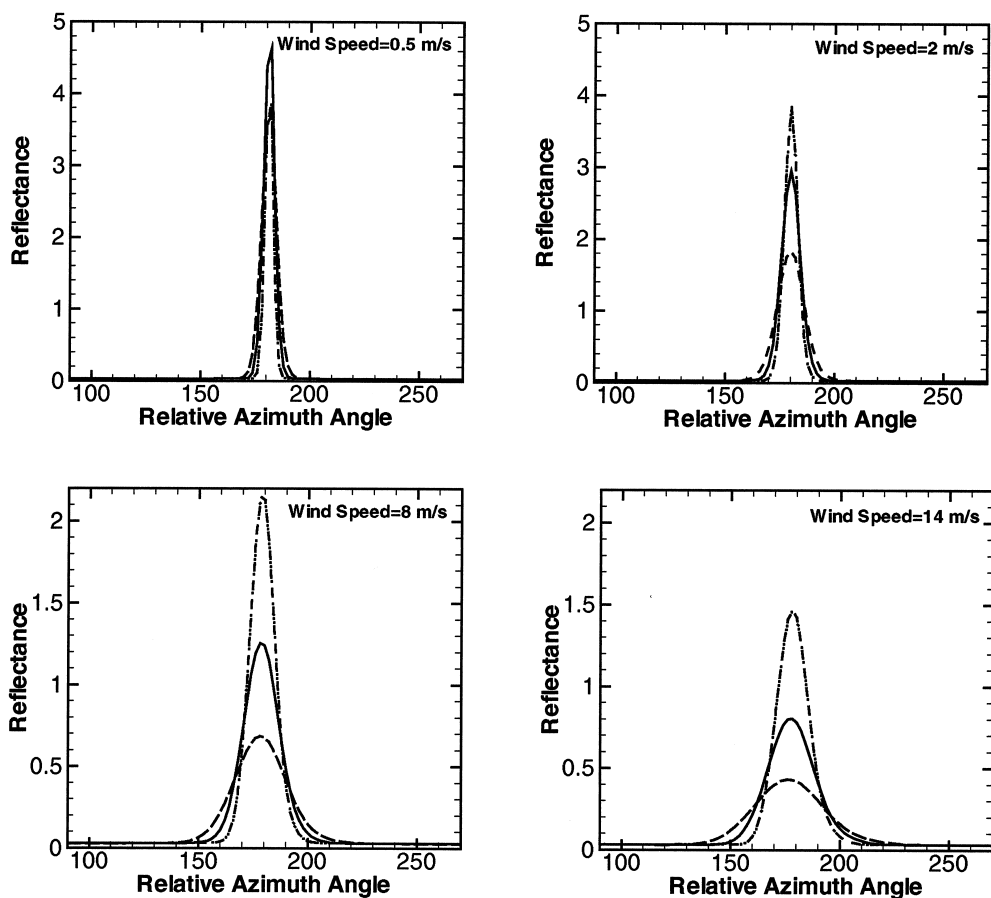 Wind Speed=0.5 m/s
5
4
3
2
1
0
Reflectance
100 150 200 250
Relative Azimuth Angle
Wind Speed=2 m/s
5
4
3
2
1
0
Reflectance
100 150 200 250
Relative Azimuth Angle
Wind Speed=8 m/s
2
1.5
1
0.5
0
Reflectance
100 150 200 250
Relative Azimuth Angle
Wind Speed=14 m/s
2
1.5
1
0.5
0
Reflectance
100 150 200 250
Relative Azimuth Angle